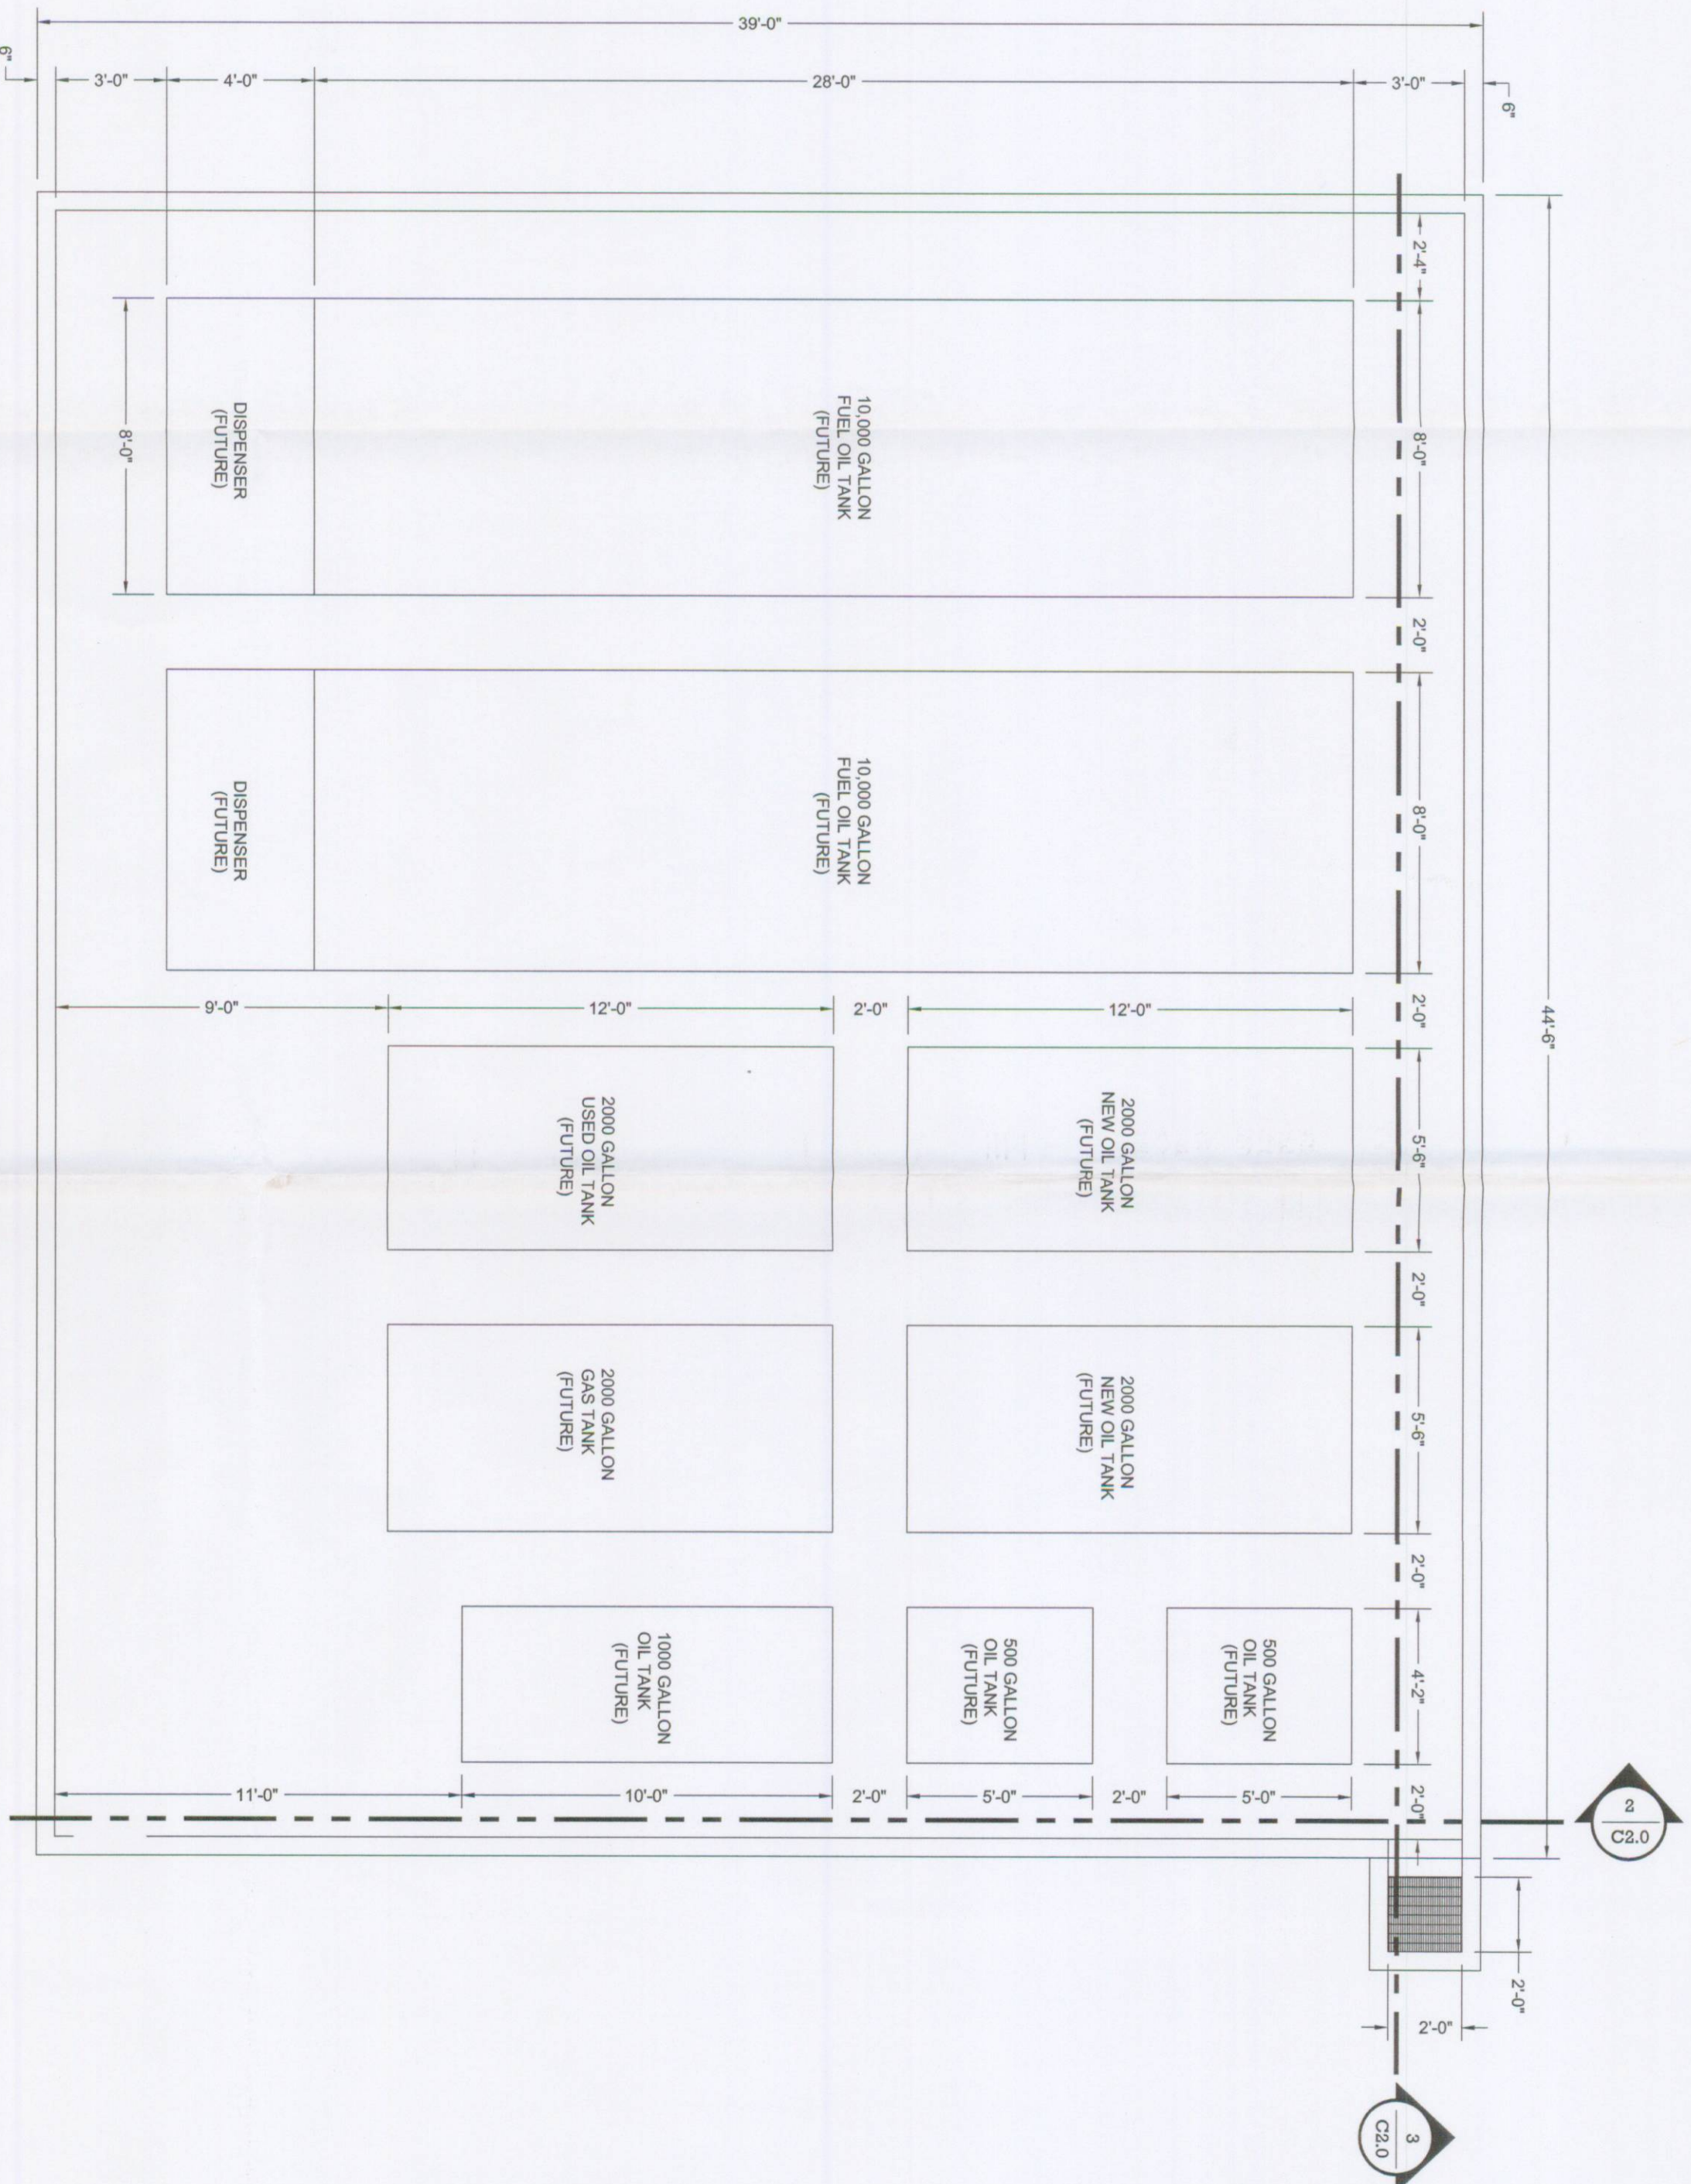 39'-0"
6"
3'-0"
4'-0"
28'-0"
3'-0"
6"
44'-6"
2'-4"
8'-0"
2'-0"
8'-0"
2'-0"
5'-6"
2'-0"
5'-6"
2'-0"
4'-2"
2'-0"
10,000 GALLON
FUEL OIL TANK
(FUTURE)
DISPENSER
(FUTURE)
8'-0"
10,000 GALLON
FUEL OIL TANK
(FUTURE)
DISPENSER
(FUTURE)
9'-0"
12'-0"
2'-0"
12'-0"
2000 GALLON
NEW OIL TANK
(FUTURE)
2000 GALLON
USED OIL TANK
(FUTURE)
2000 GALLON
NEW OIL TANK
(FUTURE)
2000 GALLON
GAS TANK
(FUTURE)
500 GALLON
OIL TANK
(FUTURE)
500 GALLON
OIL TANK
(FUTURE)
1000 GALLON
OIL TANK
(FUTURE)
11'-0"
10'-0"
2'-0"
5'-0"
2'-0"
5'-0"
2
C2.0
2'-0"
2'-0"
3
C2.0